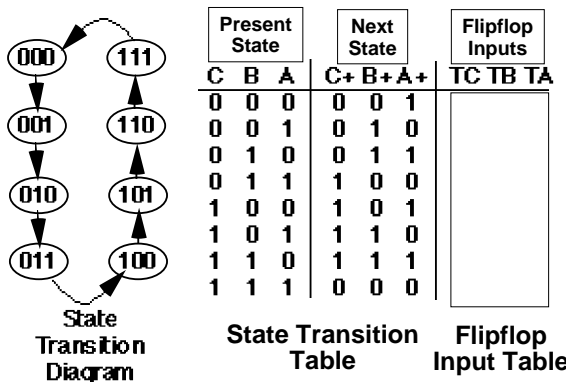 000
111
001
110
010
101
011
100
State
Transition
Diagram
Present
State
Next
State
Flipflop
Inputs
C B A C+ B+ A+ TC TB TA
0 0 0 0 0 1
0 0 1 0 1 0
0 1 0 0 1 1
0 1 1 1 0 0
1 0 0 1 0 1
1 0 1 1 1 0
1 1 0 1 1 1
1 1 1 0 0 0
State Transition
Table
Flipflop
Input Table